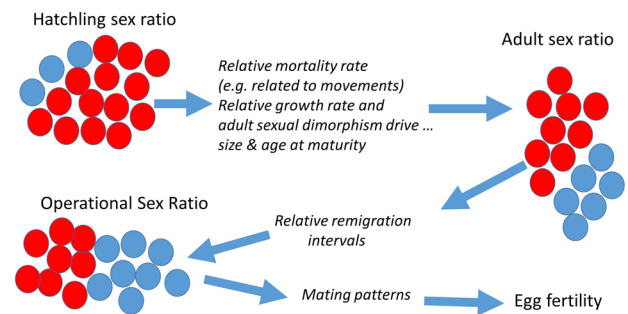 Hatchling sex ratio
Relative mortality rate
(e.g. related to movements)
Relative growth rate and
adult sexual dimorphism drive ...
size & age at maturity
Adult sex ratio
Operational Sex Ratio
Relative remigration
intervals
Mating patterns
Egg fertility